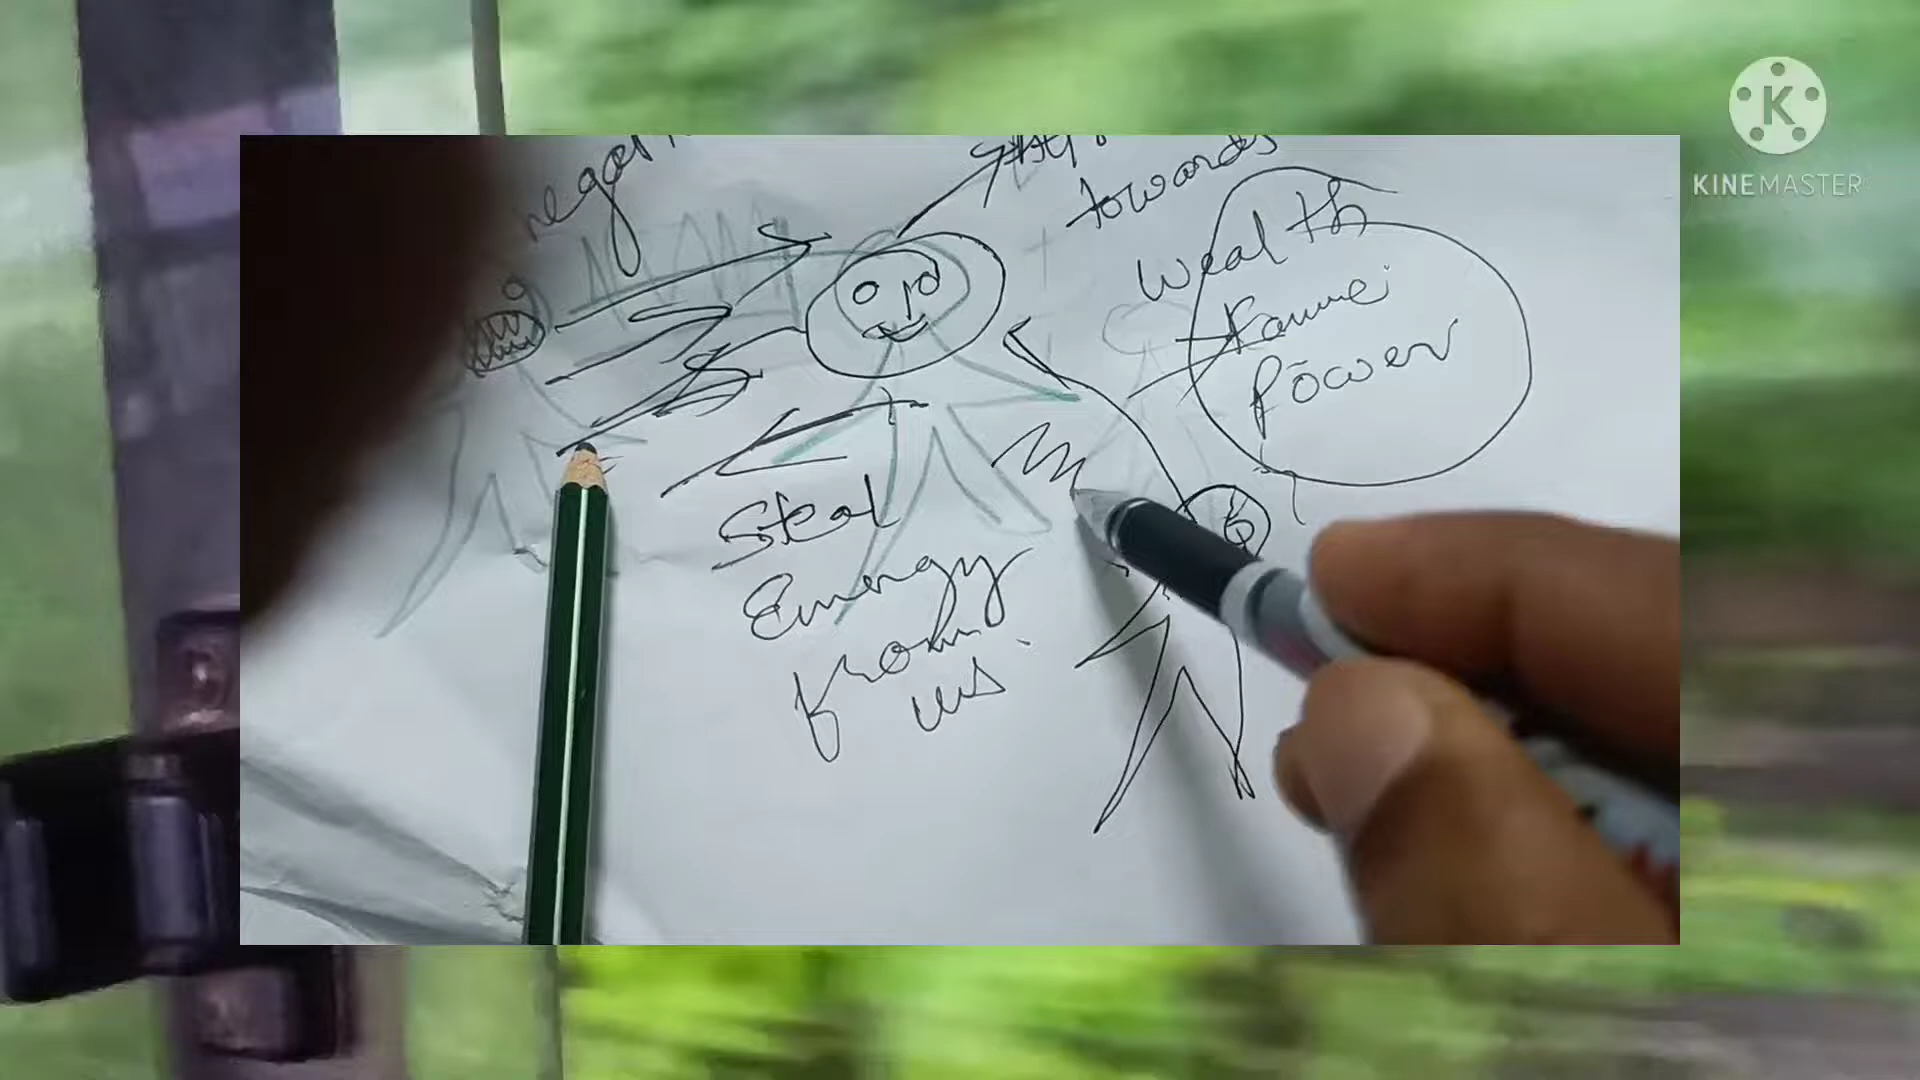 towards
Wealth
Fame
Power
Steal
Energy
from
us
K
KINEMASTER